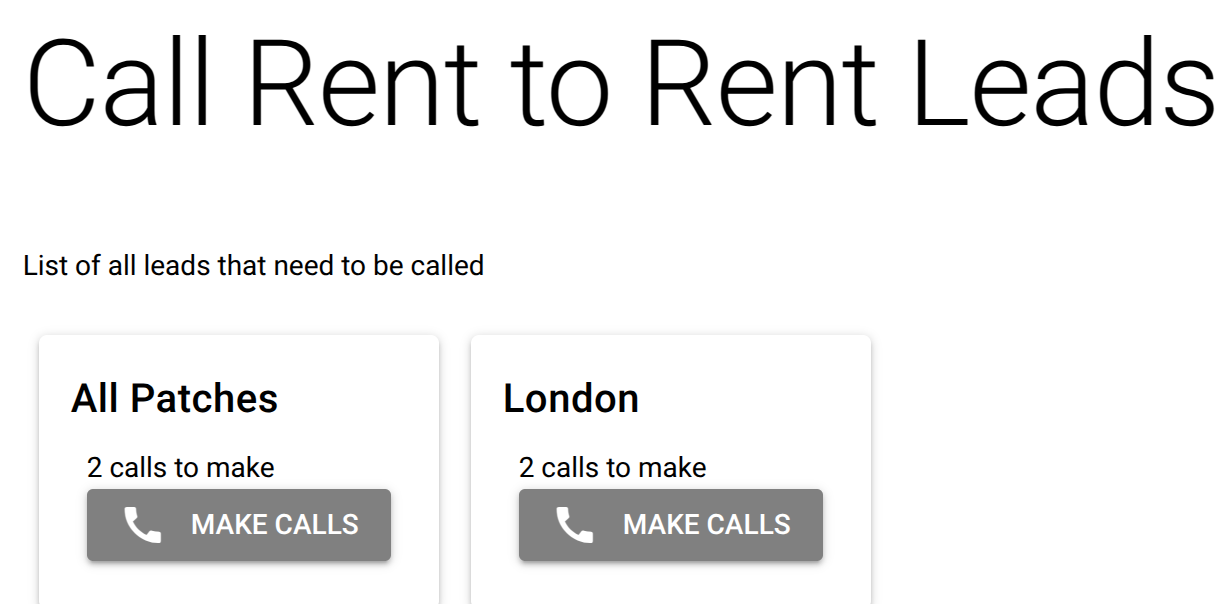 Call Rent to Rent Leads
List of all leads that need to be called
All Patches
2 calls to make
MAKE CALLS
London
2 calls to make
MAKE CALLS